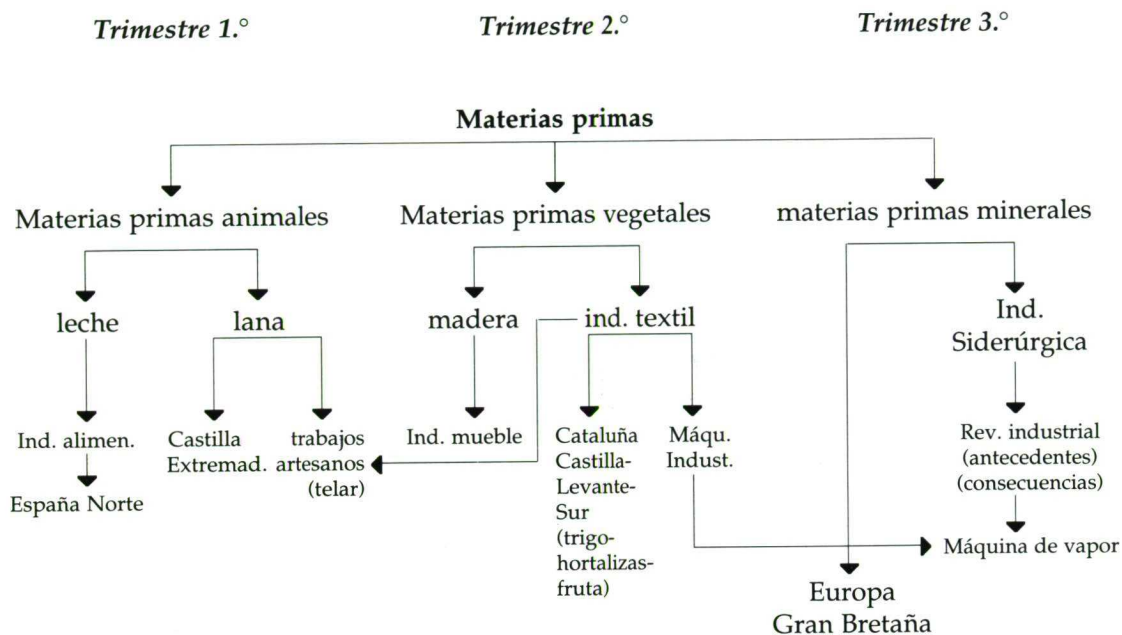 Trimestre 1.° Trimestre 2.° Trimestre 3.°
Materias primas
Materias primas animales Materias primas vegetales materias primas minerales
leche lana madera ind. textil
Ind.
Siderúrgica
Ind. alimen.
España Norte
Castilla
Extremad.
trabajos
artesanos
(telar)
Ind. mueble
Cataluña
Castilla-
Levante-
Sur
(trigo-
hortalizas-
fruta)
Máqu.
Indust.
Rev. industrial
(antecedentes)
(consecuencias)
Máquina de vapor
Europa
Gran Bretaña